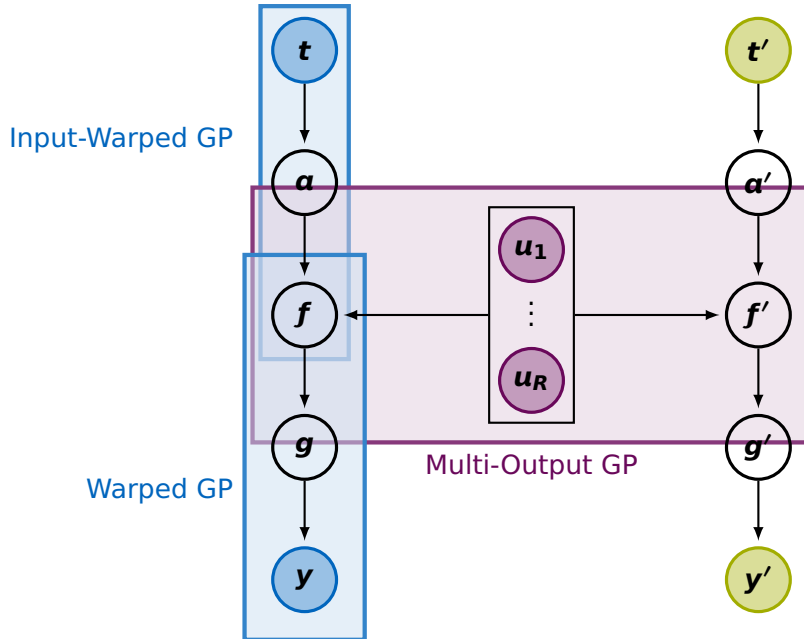 t
t′
Input-Warped GP
a
a′
u1
f
⋮
f′
uR
g
g′
Multi-Output GP
Warped GP
y
y′